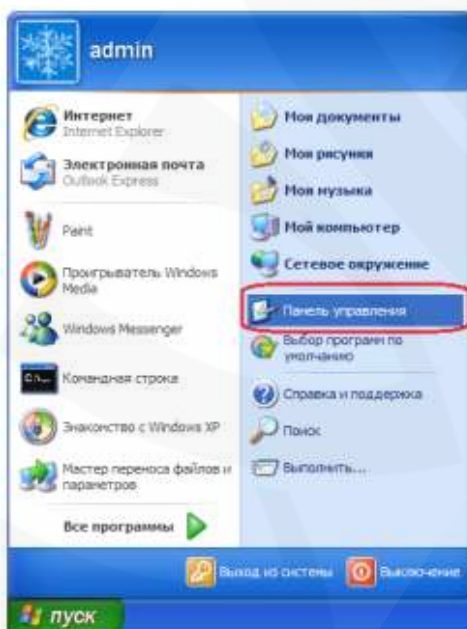 admin
Интернет
Internet Explorer
Электронная почта
Outlook Express
Paint
Проигрыватель Windows
Media
Windows Messenger
Командная строка
Знакомство с Windows XP
Мастер переноса файлов и
параметров
Все программы
Мои документы
Мои рисунки
Моя музыка
Мой компьютер
Сетевое окружение
Панель управления
Выбор программ по
умолчанию
Справка и поддержка
Поиск
Выполнить...
Выход из системы
Выключение
пуск